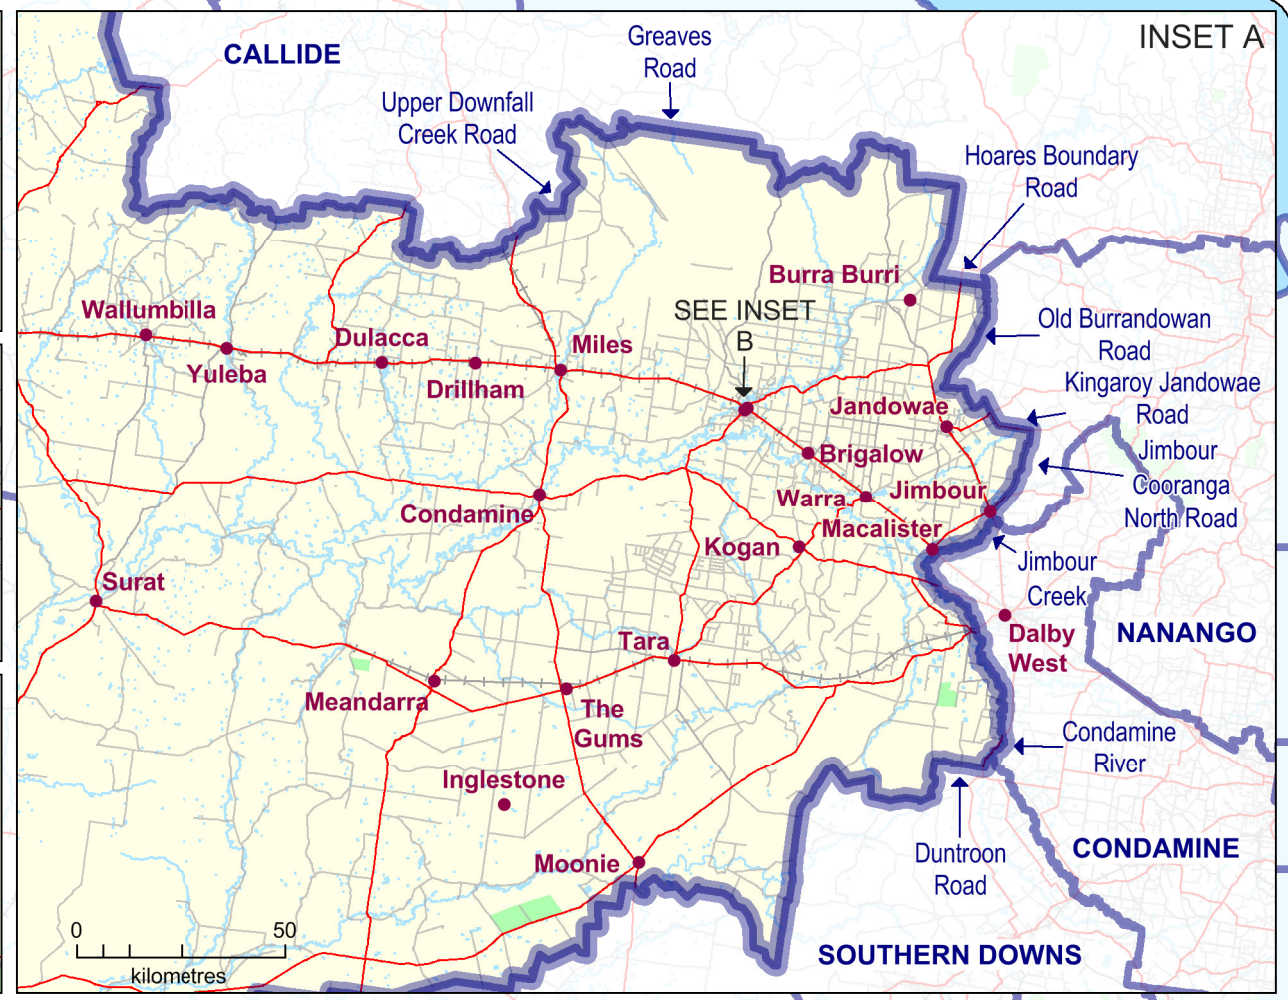 INSET A
CALLIDE
Greaves
Road
Upper Downfall
Creek Road
Hoares Boundary
Road
Burra Burri
Wallumbilla
SEE INSET
B
Old Burrandowan
Road
Dulacca
Miles
Yuleba
Drillham
Kingaroy Jandowae
Road
Jandowae
Jimbour
Cooranga
North Road
Brigalow
Warra
Jimbour
Condamine
Macalister
Kogan
Jimbour
Creek
Surat
Dalby
West
NANANGO
Tara
Meandarra
The
Gums
Condamine
River
Inglestone
Duntroon
Road
CONDAMINE
Moonie
0 50
kilometres
SOUTHERN DOWNS